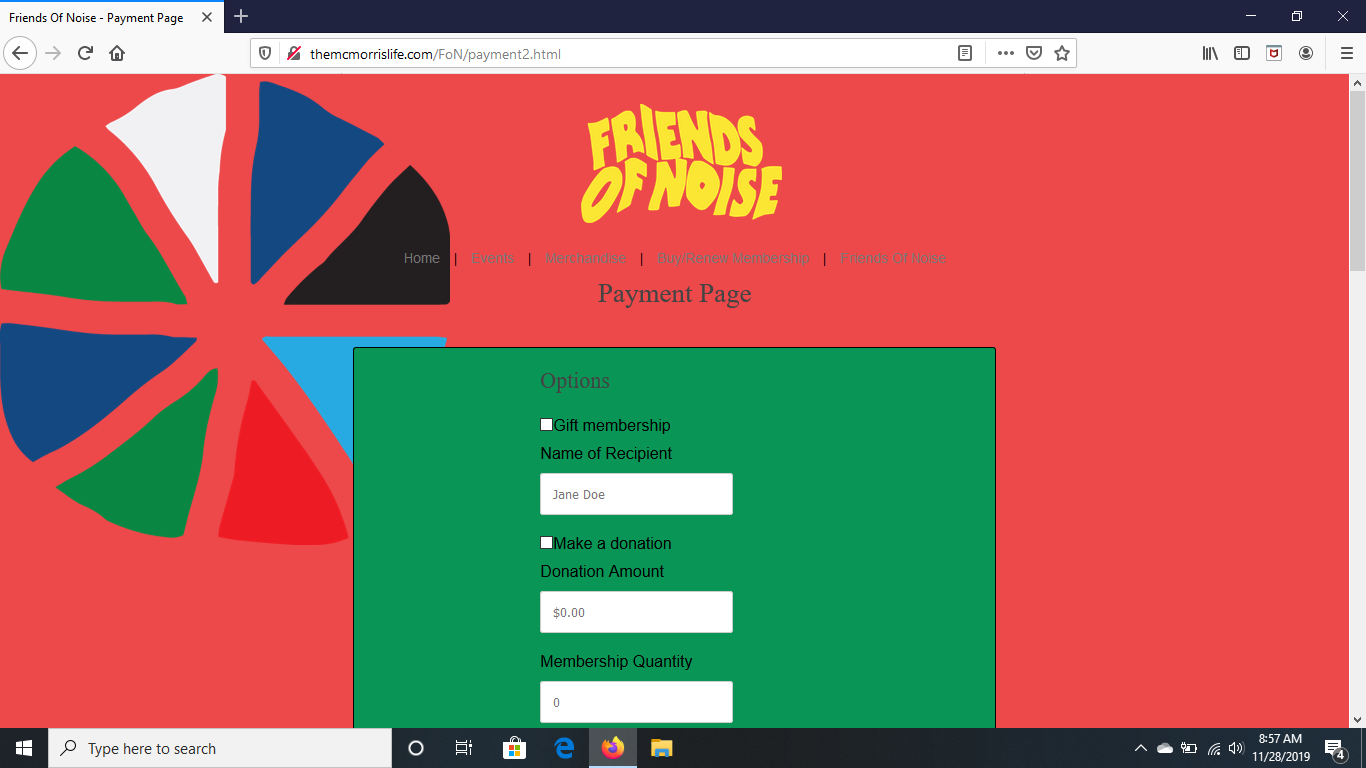 Friends Of Noise - Payment Page
themcmorrislife.com/FoN/payment2.html
FRIENDS
OF NOISE
Home | Events | Merchandise | Buy/Renew Membership | Friends Of Noise
Payment Page
Options
Gift membership
Name of Recipient
Jane Doe
Make a donation
Donation Amount
$0.00
Membership Quantity
0
Type here to search
8:57 AM
11/28/2019
4